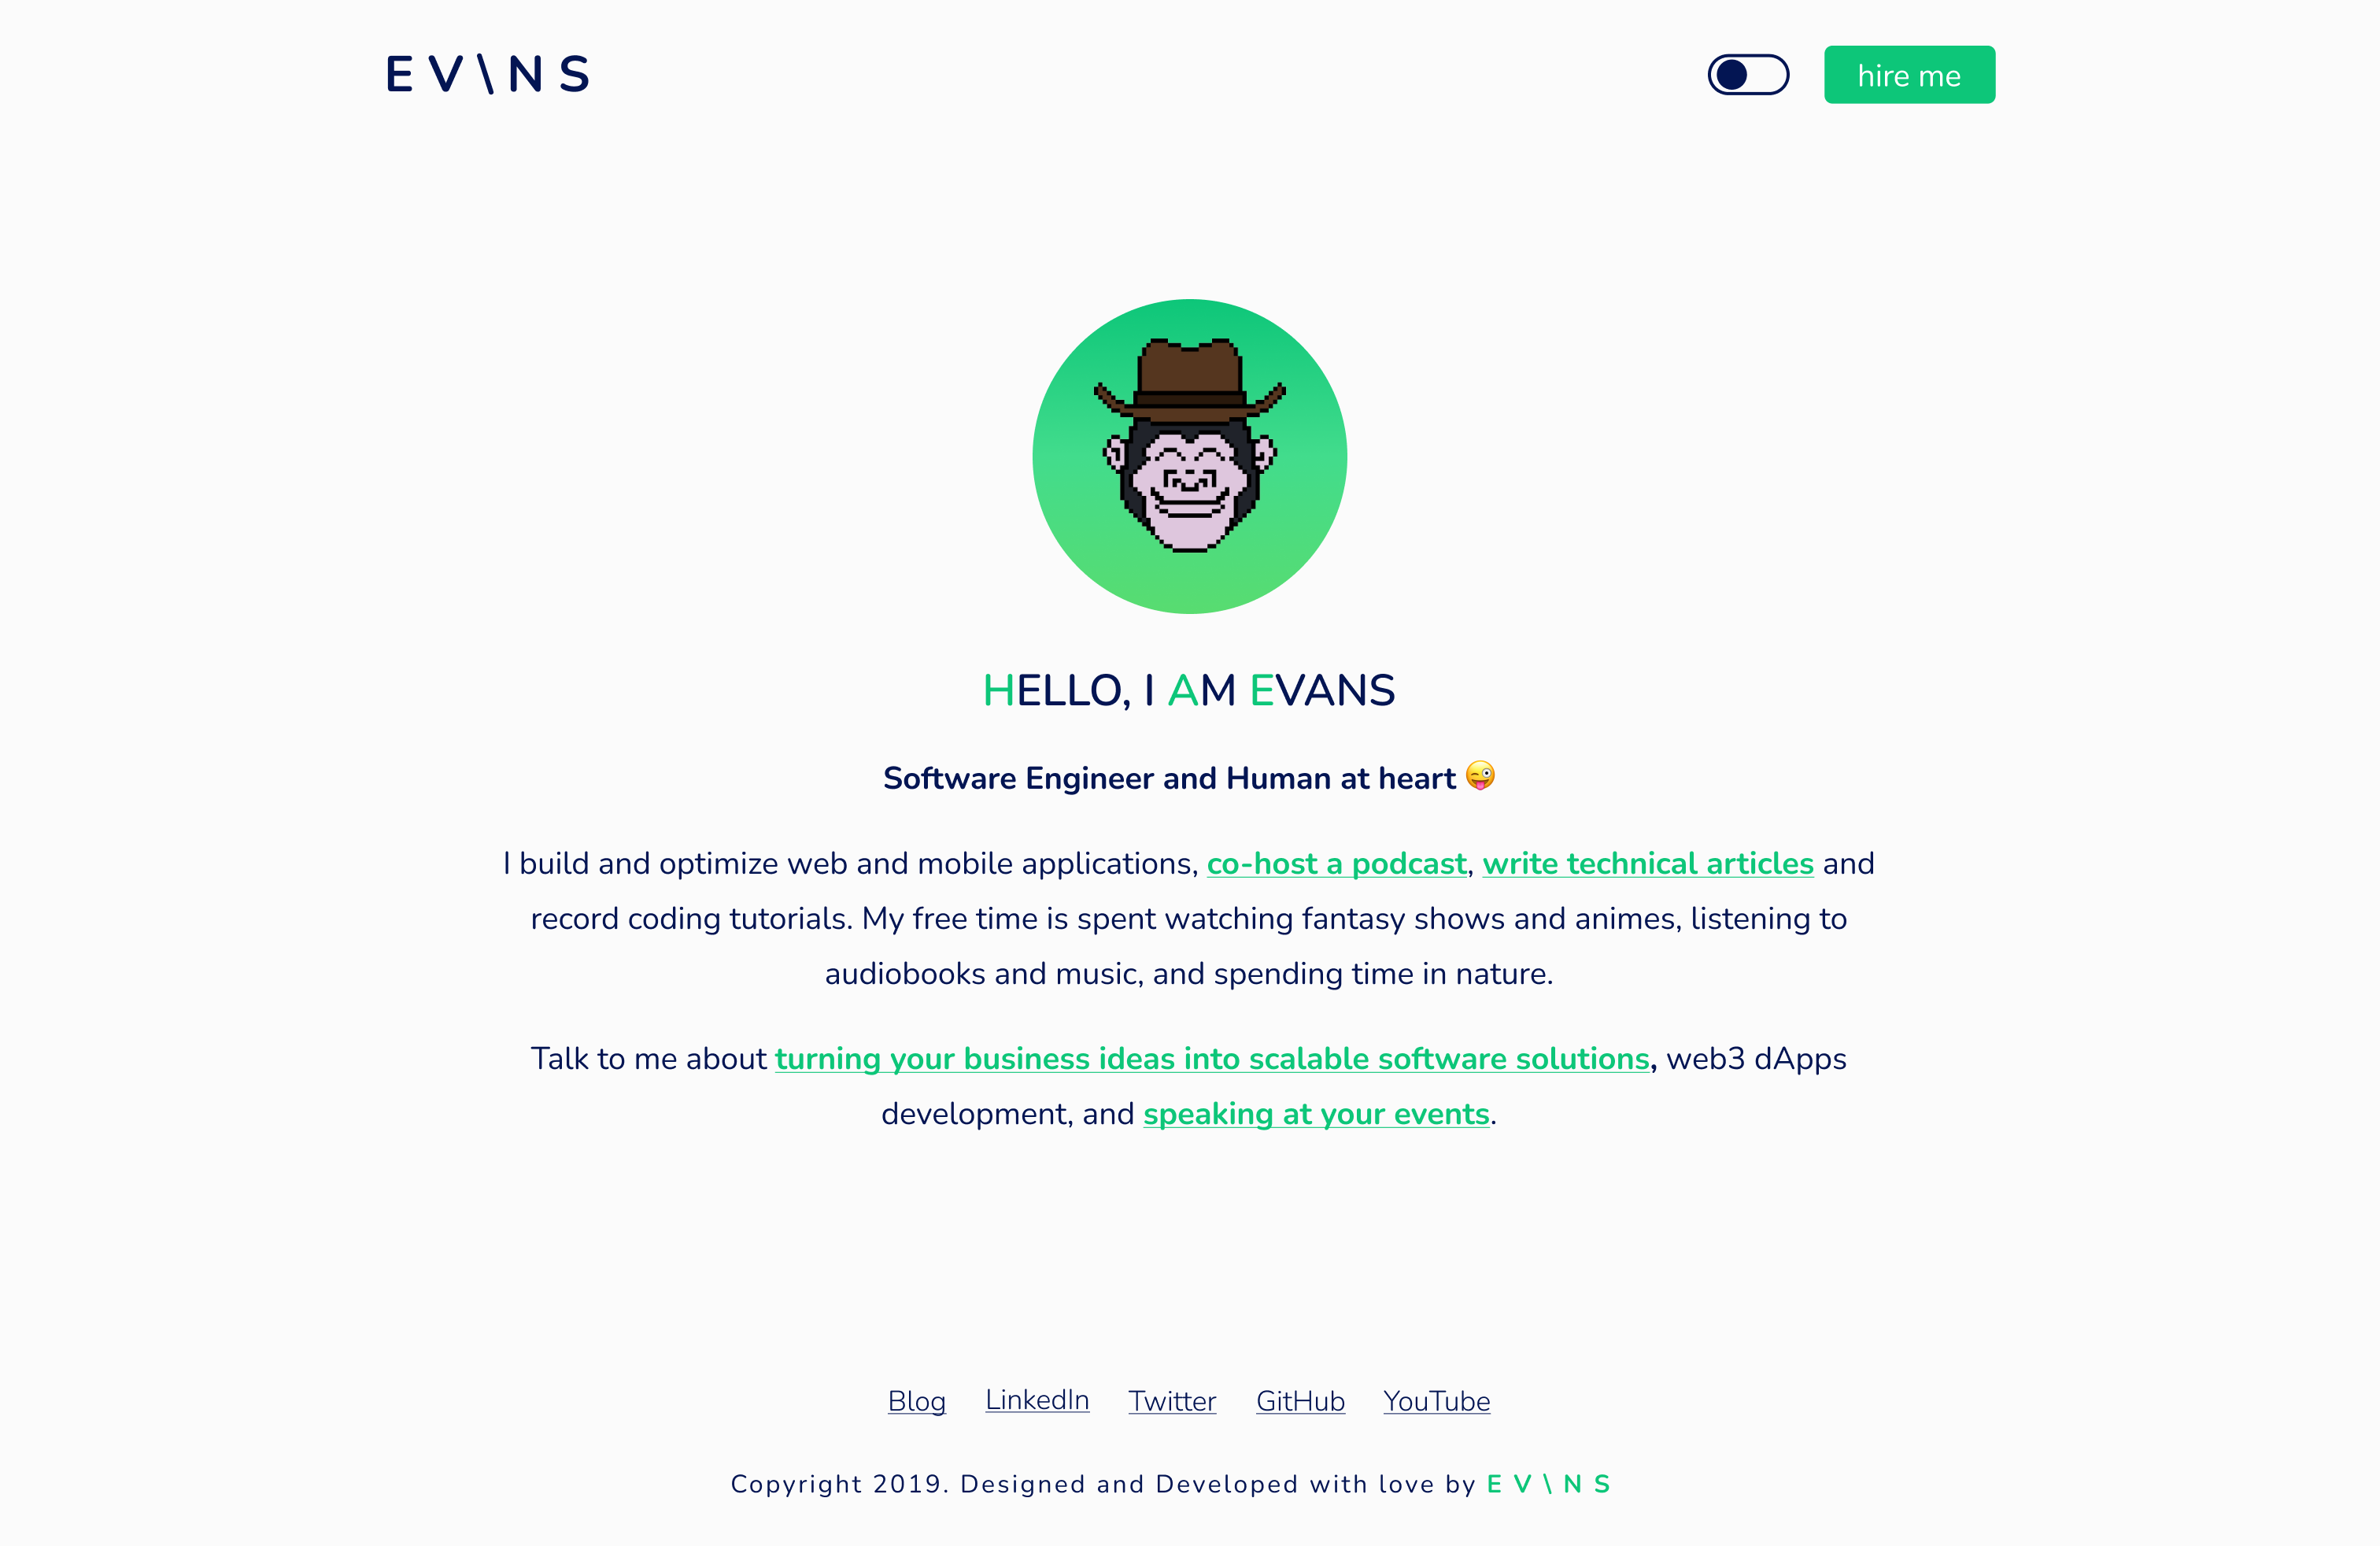 E V \ N S
hire me
HELLO, I AM EVANS
Software Engineer and Human at heart 😜
I build and optimize web and mobile applications, co-host a podcast, write technical articles and
record coding tutorials. My free time is spent watching fantasy shows and animes, listening to
audiobooks and music, and spending time in nature.
Talk to me about turning your business ideas into scalable software solutions, web3 dApps
development, and speaking at your events.
Blog LinkedIn Twitter GitHub YouTube
Copyright 2019. Designed and Developed with love by E V \ N S